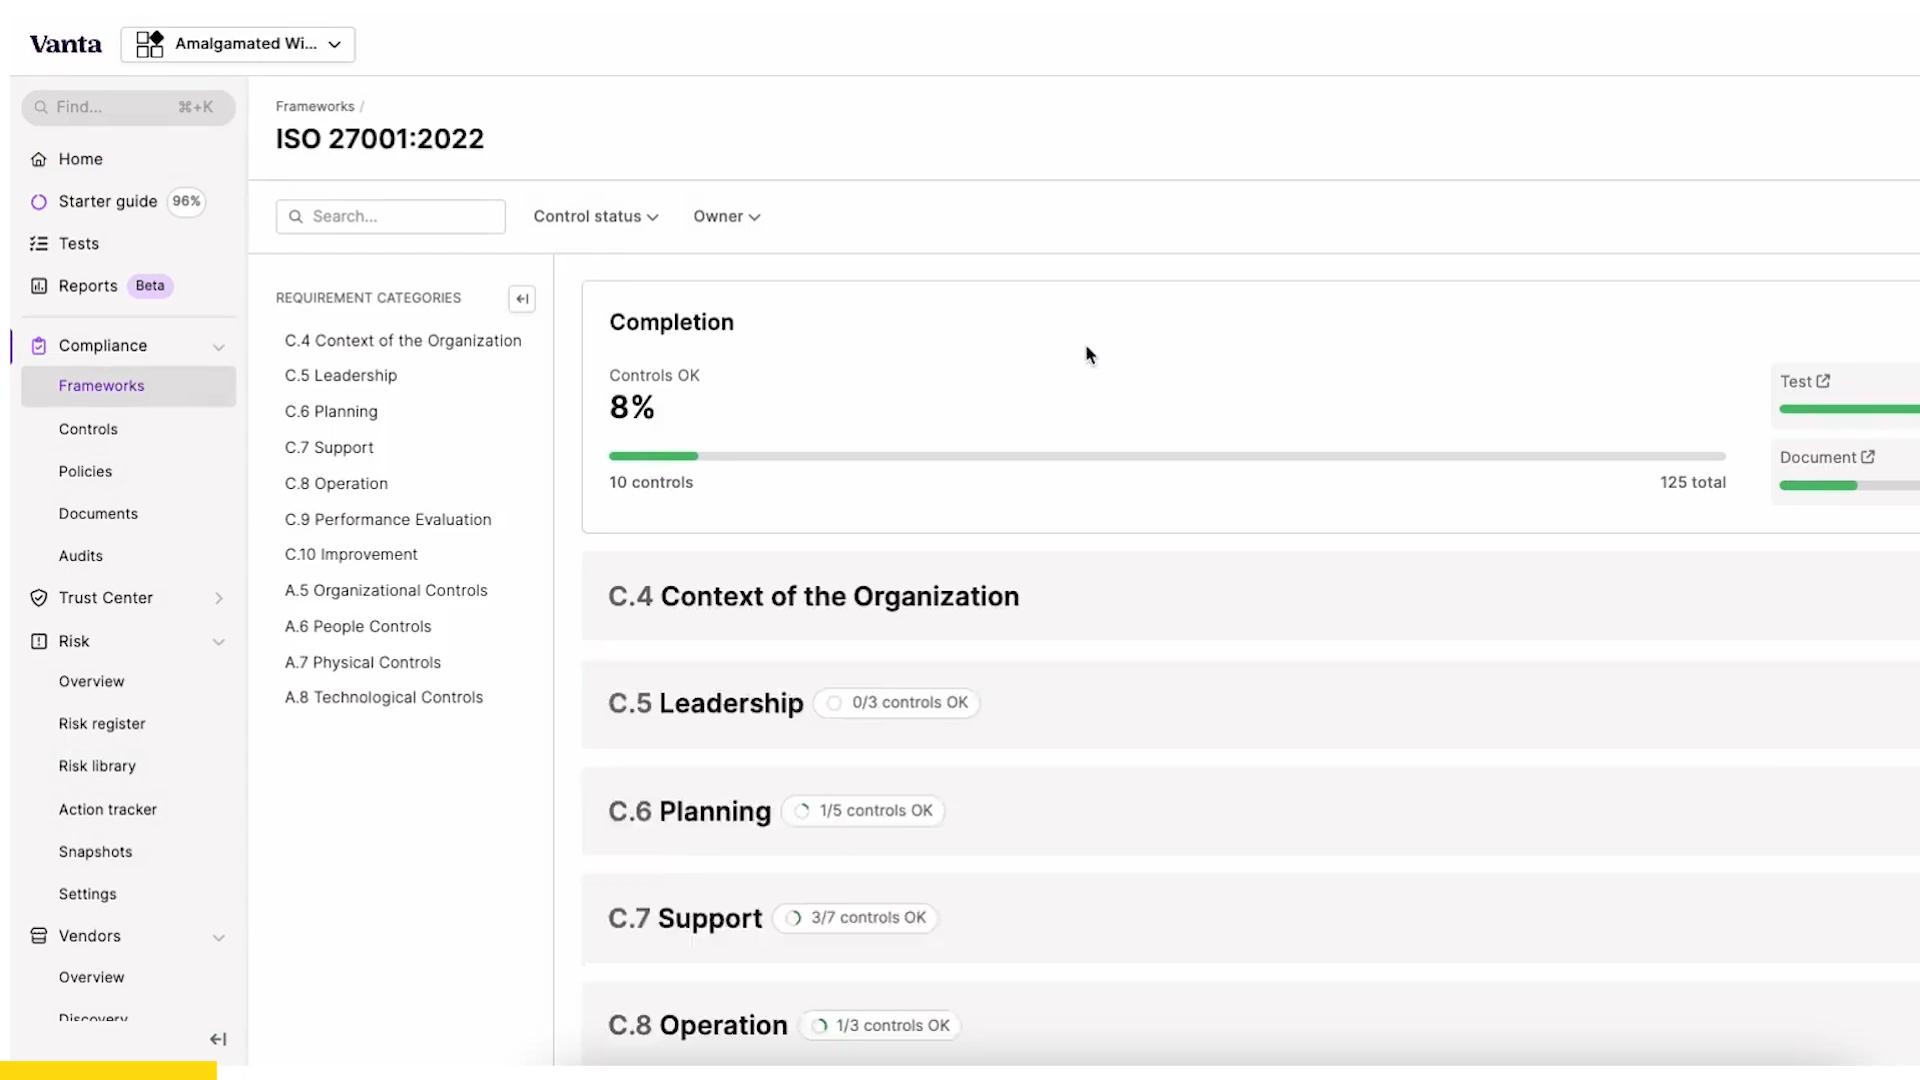 Vanta
Amalgamated Wi...
Find... ⌘+K
Home
Starter guide 96%
Tests
Reports Beta
Compliance
Frameworks
Controls
Policies
Documents
Audits
Trust Center
Risk
Overview
Risk register
Risk library
Action tracker
Snapshots
Settings
Vendors
Overview
Discovery
Frameworks /
ISO 27001:2022
Search...
Control status
Owner
REQUIREMENT CATEGORIES
C.4 Context of the Organization
C.5 Leadership
C.6 Planning
C.7 Support
C.8 Operation
C.9 Performance Evaluation
C.10 Improvement
A.5 Organizational Controls
A.6 People Controls
A.7 Physical Controls
A.8 Technological Controls
Completion
Controls OK
8%
10 controls
125 total
Test
Document
C.4 Context of the Organization
C.5 Leadership 0/3 controls OK
C.6 Planning 1/5 controls OK
C.7 Support 3/7 controls OK
C.8 Operation 1/3 controls OK